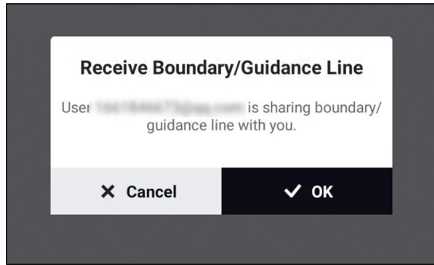 Receive Boundary/Guidance Line
User is sharing boundary/
guidance line with you.
Cancel
OK